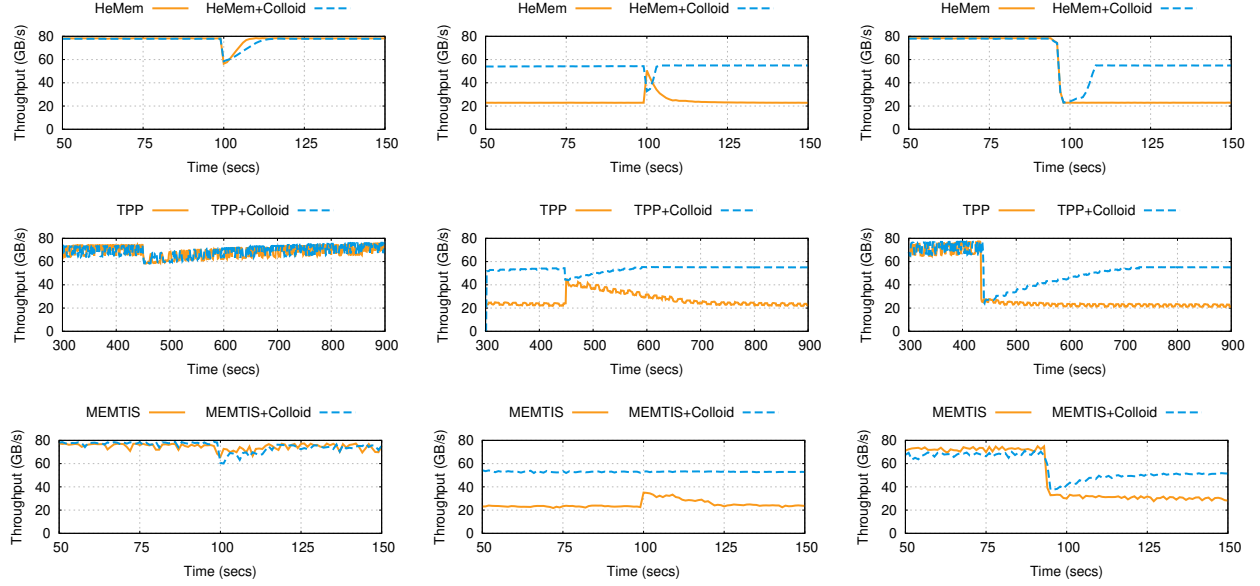 HeMem HeMem+Colloid
Throughput (GB/s)
80
60
40
20
0
50 75 100 125 150
Time (secs)
HeMem HeMem+Colloid
Throughput (GB/s)
80
60
40
20
0
50 75 100 125 150
Time (secs)
HeMem HeMem+Colloid
Throughput (GB/s)
80
60
40
20
0
50 75 100 125 150
Time (secs)
TPP TPP+Colloid
Throughput (GB/s)
80
60
40
20
0
300 400 500 600 700 800 900
Time (secs)
TPP TPP+Colloid
Throughput (GB/s)
80
60
40
20
0
300 400 500 600 700 800 900
Time (secs)
TPP TPP+Colloid
Throughput (GB/s)
80
60
40
20
0
300 400 500 600 700 800 900
Time (secs)
MEMTIS MEMTIS+Colloid
Throughput (GB/s)
80
60
40
20
0
50 75 100 125 150
Time (secs)
MEMTIS MEMTIS+Colloid
Throughput (GB/s)
80
60
40
20
0
50 75 100 125 150
Time (secs)
MEMTIS MEMTIS+Colloid
Throughput (GB/s)
80
60
40
20
0
50 75 100 125 150
Time (secs)